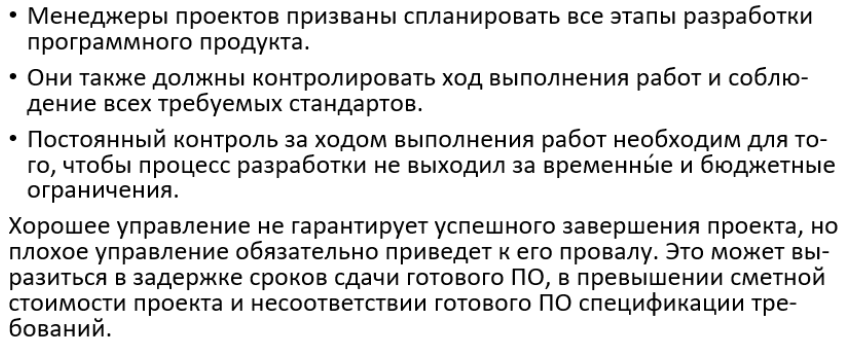 • Менеджеры проектов призваны спланировать все этапы разработки
программного продукта.
• Они также должны контролировать ход выполнения работ и соблю-
дение всех требуемых стандартов.
• Постоянный контроль за ходом выполнения работ необходим для то-
го, чтобы процесс разработки не выходил за временны́е и бюджетные
ограничения.
Хорошее управление не гарантирует успешного завершения проекта, но
плохое управление обязательно приведет к его провалу. Это может вы-
разиться в задержке сроков сдачи готового ПО, в превышении сметной
стоимости проекта и несоответствии готового ПО спецификации тре-
бований.